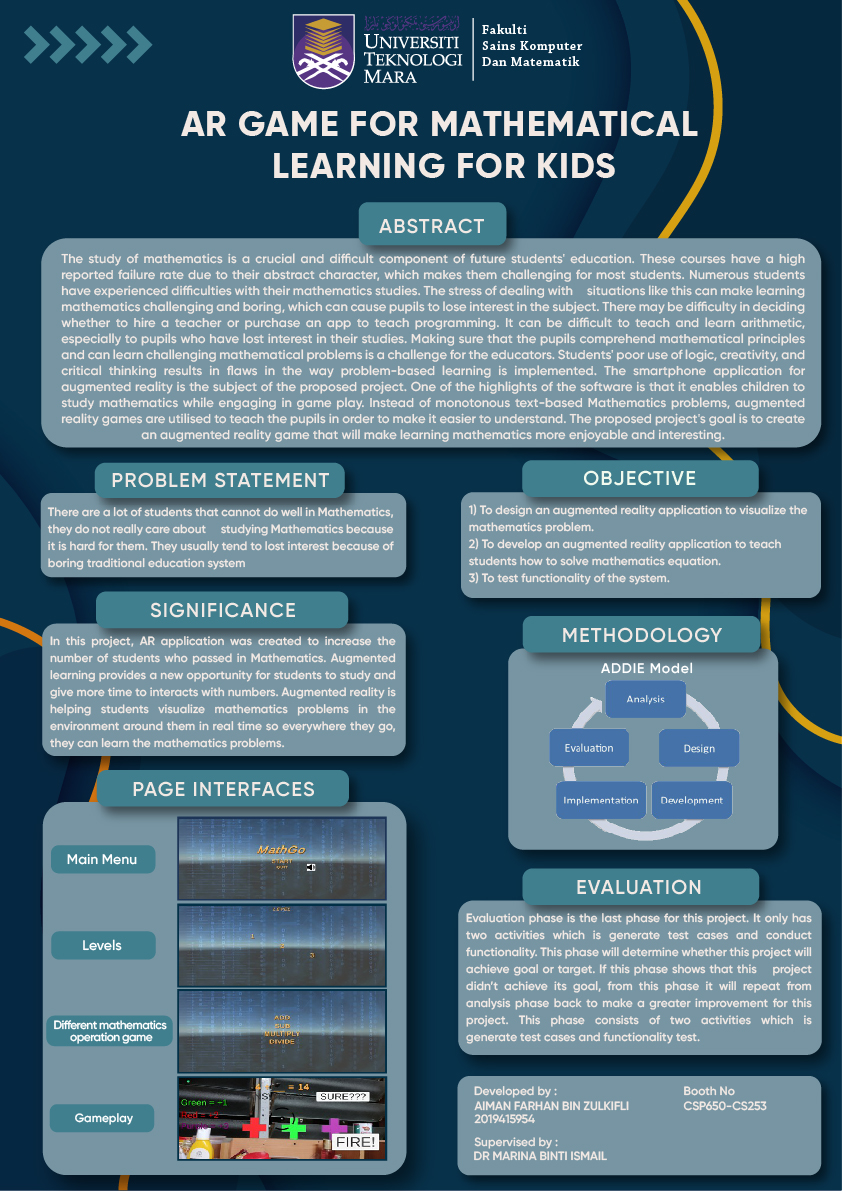 UNIVERSITI
TEKNOLOGI
MARA
Fakulti
Sains Komputer
Dan Matematik
AR GAME FOR MATHEMATICAL
LEARNING FOR KIDS
ABSTRACT
The study of mathematics is a crucial and difficult component of future students' education. These courses have a high
reported failure rate due to their abstract character, which makes them challenging for most students. Numerous students
have experienced difficulties with their mathematics studies. The stress of dealing with situations like this can make learning
mathematics challenging and boring, which can cause pupils to lose interest in the subject. There may be difficulty in deciding
whether to hire a teacher or purchase an app to teach programming. It can be difficult to teach and learn arithmetic,
especially to pupils who have lost interest in their studies. Making sure that the pupils comprehend mathematical principles
and can learn challenging mathematical problems is a challenge for the educators. Students' poor use of logic, creativity, and
critical thinking results in flaws in the way problem-based learning is implemented. The smartphone application for
augmented reality is the subject of the proposed project. One of the highlights of the software is that it enables children to
study mathematics while engaging in game play. Instead of monotonous text-based Mathematics problems, augmented
reality games are utilised to teach the pupils in order to make it easier to understand. The proposed project's goal is to create
an augmented reality game that will make learning mathematics more enjoyable and interesting.
PROBLEM STATEMENT
There are a lot of students that cannot do well in Mathematics,
they do not really care about studying Mathematics because
it is hard for them. They usually tend to lost interest because of
boring traditional education system
SIGNIFICANCE
In this project, AR application was created to increase the
number of students who passed in Mathematics. Augmented
learning provides a new opportunity for students to study and
give more time to interacts with numbers. Augmented reality is
helping students visualize mathematics problems in the
environment around them in real time so everywhere they go,
they can learn the mathematics problems.
PAGE INTERFACES
Main Menu
MathGo
START
Levels
LEVEL
1
2
3
Different mathematics
operation game
ADD
SUB
MULTIPLY
DIVIDE
Gameplay
= 14
SURE???
Green = -1
FIRE!
OBJECTIVE
1) To design an augmented reality application to visualize the
mathematics problem.
2) To develop an augmented reality application to teach
students how to solve mathematics equation.
3) To test functionality of the system.
METHODOLOGY
ADDIE Model
Analysis
Evaluation
Design
Implementation
Development
EVALUATION
Evaluation phase is the last phase for this project. It only has
two activities which is generate test cases and conduct
functionality. This phase will determine whether this project will
achieve goal or target. If this phase shows that this project
didn't achieve its goal, from this phase it will repeat from
analysis phase back to make a greater improvement for this
project. This phase consists of two activities which is
generate test cases and functionality test.
Developed by :
AIMAN FARHAN BIN ZULKIFLI
2019415954
Supervised by :
DR MARINA BINTI ISMAIL
Booth No
CSP650-CS253